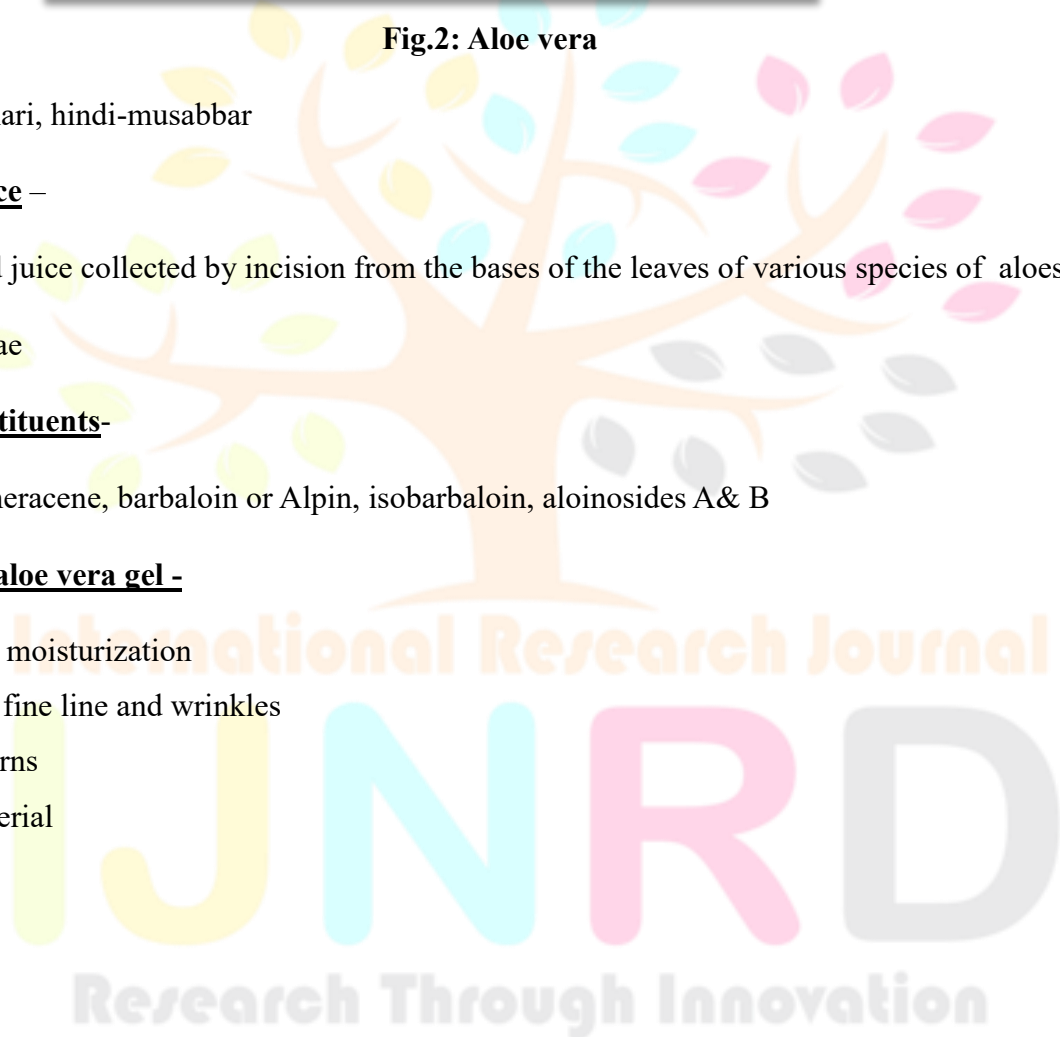 Fig.2: Aloe vera
ari, hindi-musabbar
ce –
l juice collected by incision from the bases of the leaves of various species of aloes
ae
tituents-
eracene, barbaloin or Alpin, isobarbaloin, aloinosides A& B
aloe vera gel -
moisturization
fine line and wrinkles
rns
erial
International Research Journal
IJNRD
Research Through Innovation